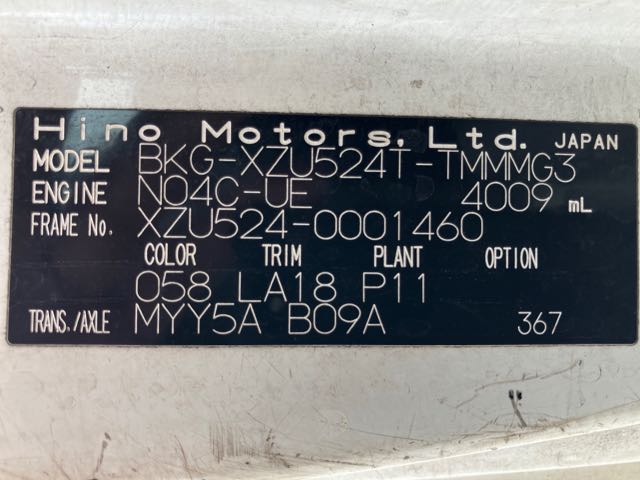 Hino Motors, Ltd. JAPAN
MODEL BKG-XZU524T-TMMMG3
ENGINE N04C-UE 4009 mL
FRAME No. XZU524-0001460
COLOR TRIM PLANT OPTION
058 LA18 P11
TRANS./AXLE MYY5A B09A 367